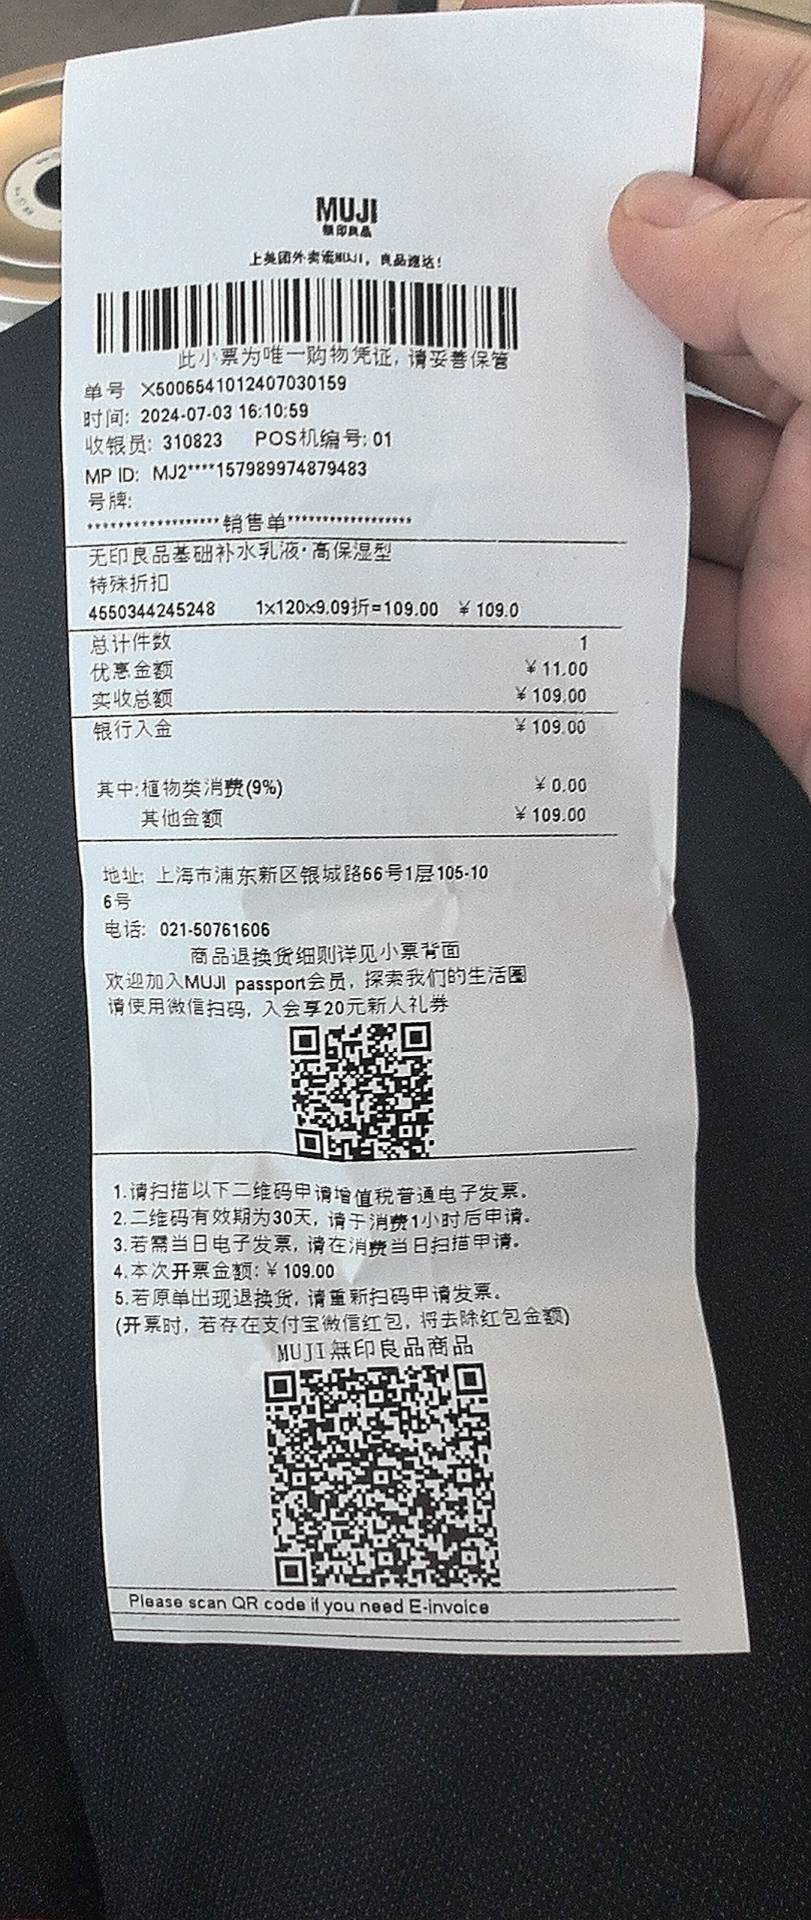 MUJI
無印良品
上美团外卖逛MUJI，良品速达！
此小票为唯一购物凭证，请妥善保管
单号 X5006541012407030159
时间: 2024-07-03 16:10:59
收银员: 310823 POS机编号: 01
MP ID: MJ2****157989974879483
号牌:
******************销售单*****************
无印良品基础补水乳液·高保湿型
特殊折扣
4550344245248 1x120x9.09折=109.00 ￥109.0
总计件数 1
优惠金额 ￥11.00
实收总额 ￥109.00
银行入金 ￥109.00
其中:植物类消费(9%) ￥0.00
其他金额 ￥109.00
地址: 上海市浦东新区银城路66号1层105-10
6号
电话: 021-50761606
商品退换货细则详见小票背面
欢迎加入MUJI passport会员，探索我们的生活圈
请使用微信扫码，入会享20元新人礼券
1.请扫描以下二维码申请增值税普通电子发票。
2.二维码有效期为30天，请于消费1小时后申请。
3.若需当日电子发票，请在消费当日扫描申请。
4.本次开票金额:￥109.00
5.若原单出现退换货，请重新扫码申请发票。
(开票时，若存在支付宝微信红包，将去除红包金额)
MUJI無印良品商品
Please scan QR code if you need E-invoice